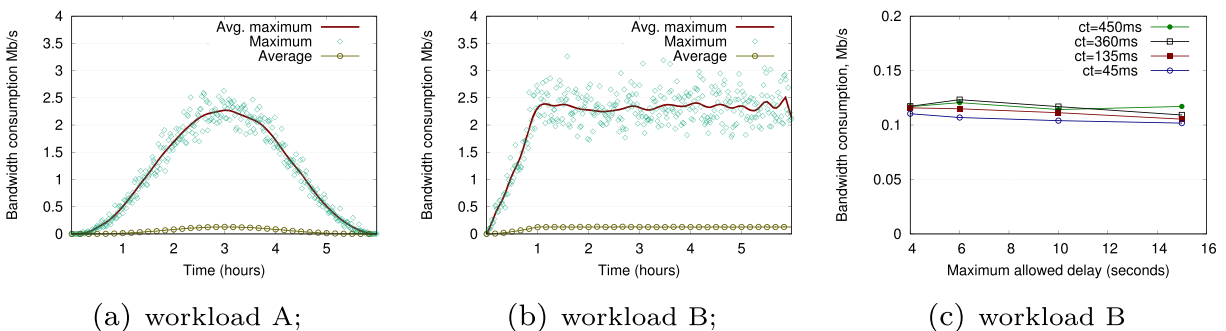 Bandwidth consumption Mb/s
4
3.5
3
2.5
2
1.5
1
0.5
0
Avg. maximum
Maximum
Average
1 2 3 4 5
Time (hours)
(a) workload A;
Bandwidth consumption Mb/s
4
3.5
3
2.5
2
1.5
1
0.5
0
Avg. maximum
Maximum
Average
1 2 3 4 5
Time (hours)
(b) workload B;
Bandwidth consumption, Mb/s
0.2
0.15
0.1
0.05
0
ct=450ms
ct=360ms
ct=135ms
ct=45ms
4 6 8 10 12 14 16
Maximum allowed delay (seconds)
(c) workload B